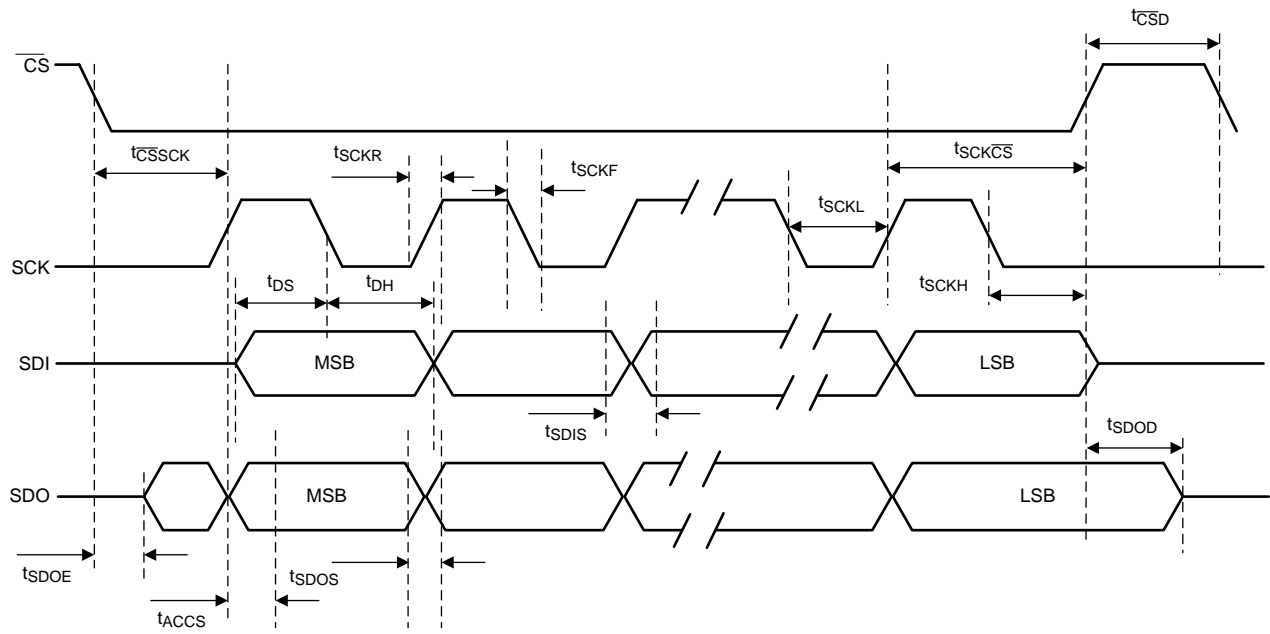 tCSD
CS
tCSSCK
tSCKR
tSCKF
tSCKCS
tSCKL
SCK
tDS
tDH
tSCKH
SDI
MSB
LSB
tSDIS
tSDOD
SDO
MSB
LSB
tSDOE
tSDOS
tACCS